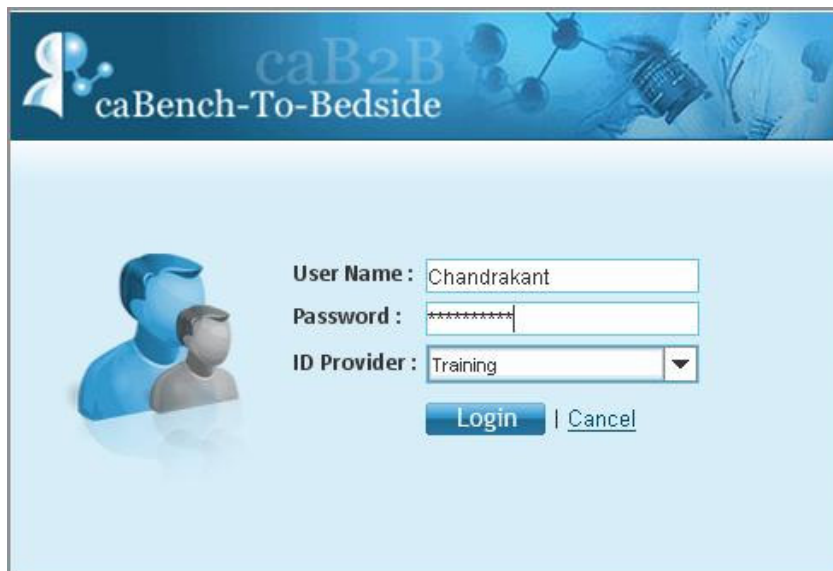 caB2B
caBench-To-Bedside
User Name : Chandrakant
Password : **********
ID Provider : Training
Login | Cancel